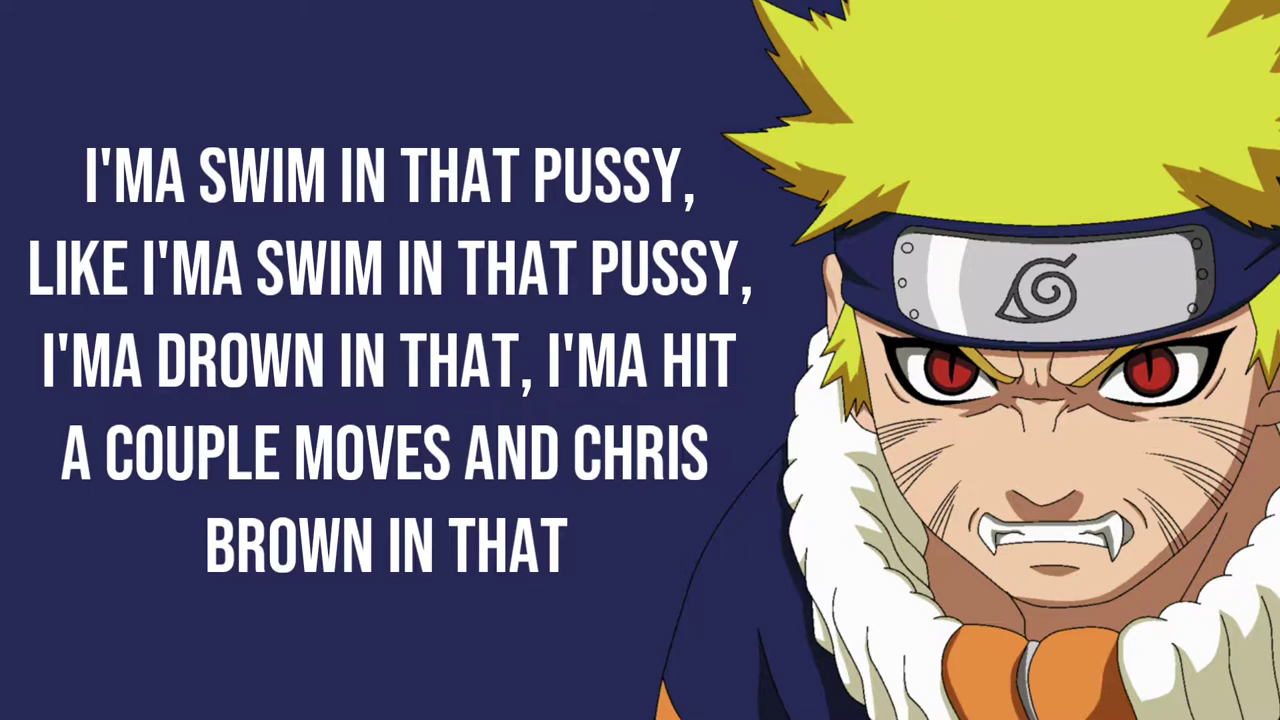 I'MA SWIM IN THAT PUSSY,
LIKE I'MA SWIM IN THAT PUSSY,
I'MA DROWN IN THAT, I'MA HIT
A COUPLE MOVES AND CHRIS
BROWN IN THAT